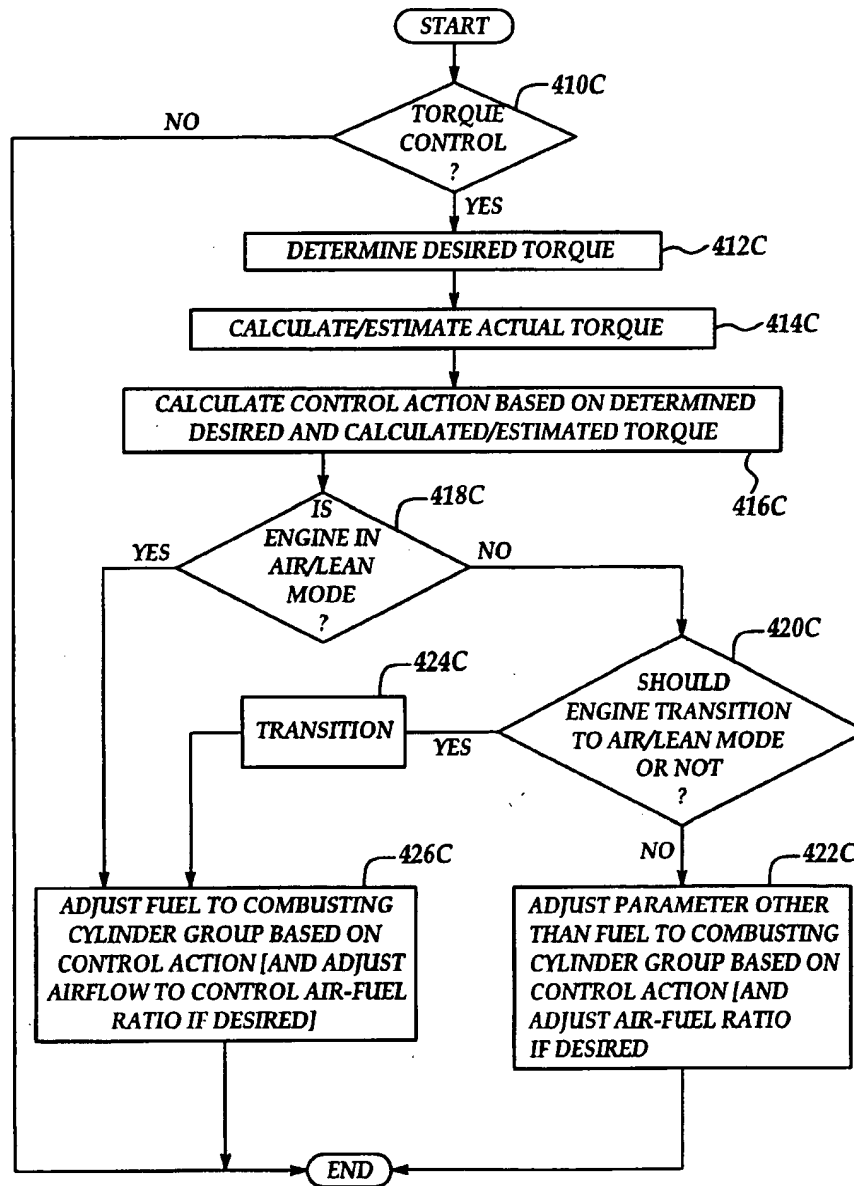 START
410C
NO
TORQUE
CONTROL
?
YES
DETERMINE DESIRED TORQUE
412C
CALCULATE/ESTIMATE ACTUAL TORQUE
414C
CALCULATE CONTROL ACTION BASED ON DETERMINED
DESIRED AND CALCULATED/ESTIMATED TORQUE
416C
418C
IS
ENGINE IN
AIR/LEAN
MODE
?
YES
NO
420C
SHOULD
ENGINE TRANSITION
TO AIR/LEAN MODE
OR NOT
?
424C
TRANSITION
YES
NO
426C
ADJUST FUEL TO COMBUSTING
CYLINDER GROUP BASED ON
CONTROL ACTION [AND ADJUST
AIRFLOW TO CONTROL AIR-FUEL
RATIO IF DESIRED]
422C
ADJUST PARAMETER OTHER
THAN FUEL TO COMBUSTING
CYLINDER GROUP BASED ON
CONTROL ACTION [AND
ADJUST AIR-FUEL RATIO
IF DESIRED
END